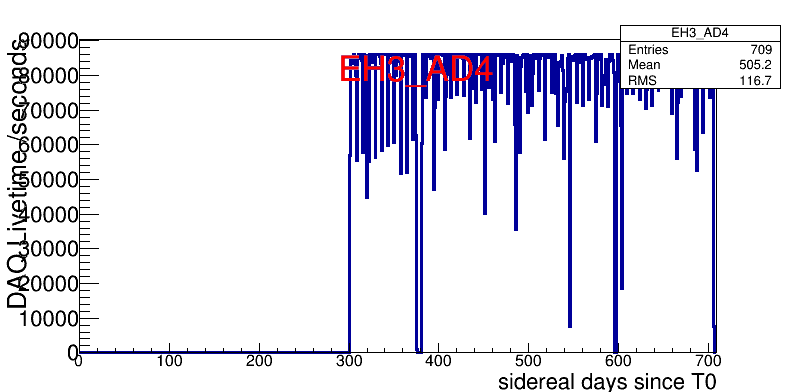 EH3_AD4
Entries 709
Mean 505.2
RMS 116.7
EH3_AD4
DAQ Livetime /seconds
90000
80000
70000
60000
50000
40000
30000
20000
10000
0
0 100 200 300 400 500 600 700
sidereal days since T0